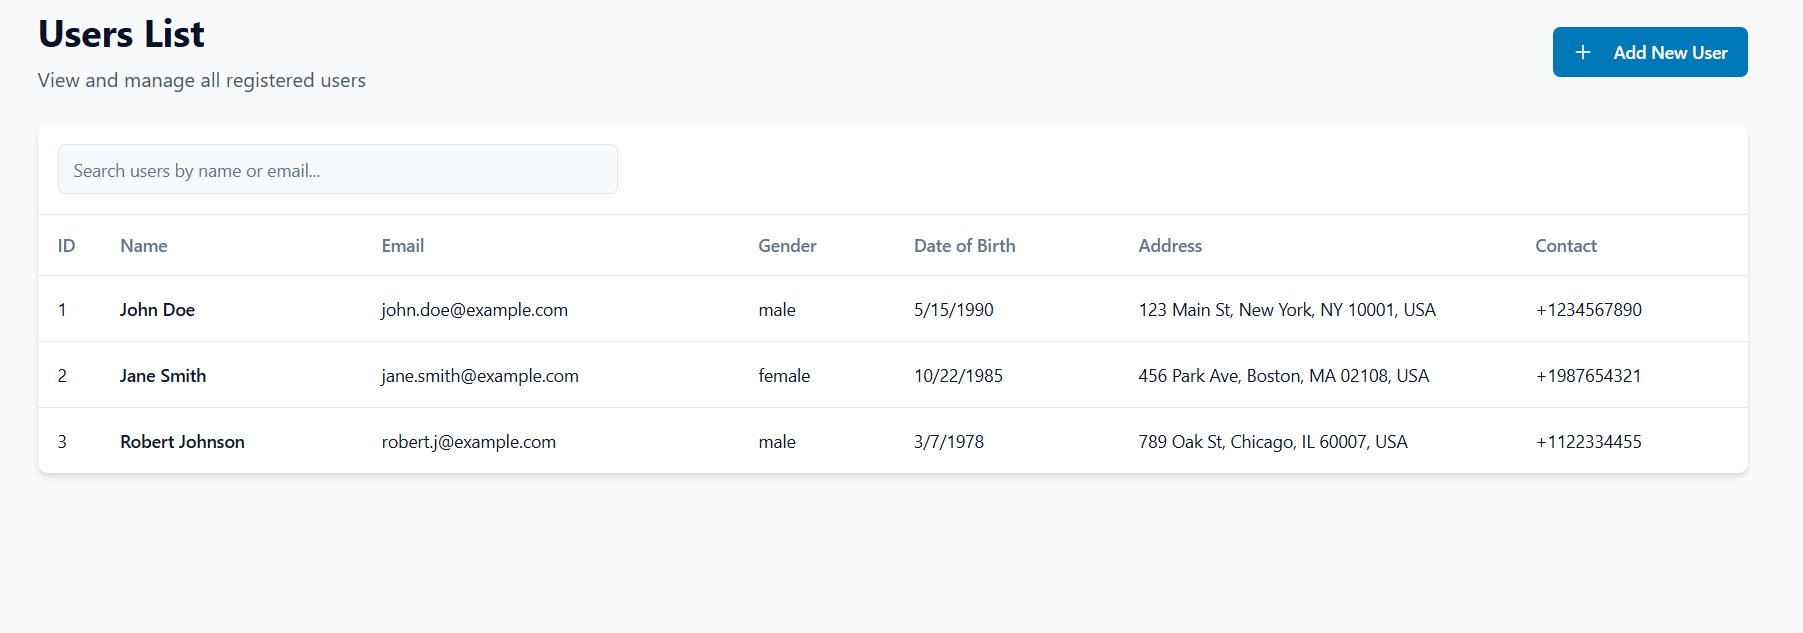 Users List
View and manage all registered users
+ Add New User
Search users by name or email...
ID Name Email Gender Date of Birth Address Contact
1 John Doe john.doe@example.com male 5/15/1990 123 Main St, New York, NY 10001, USA +1234567890
2 Jane Smith jane.smith@example.com female 10/22/1985 456 Park Ave, Boston, MA 02108, USA +1987654321
3 Robert Johnson robert.j@example.com male 3/7/1978 789 Oak St, Chicago, IL 60007, USA +1122334455